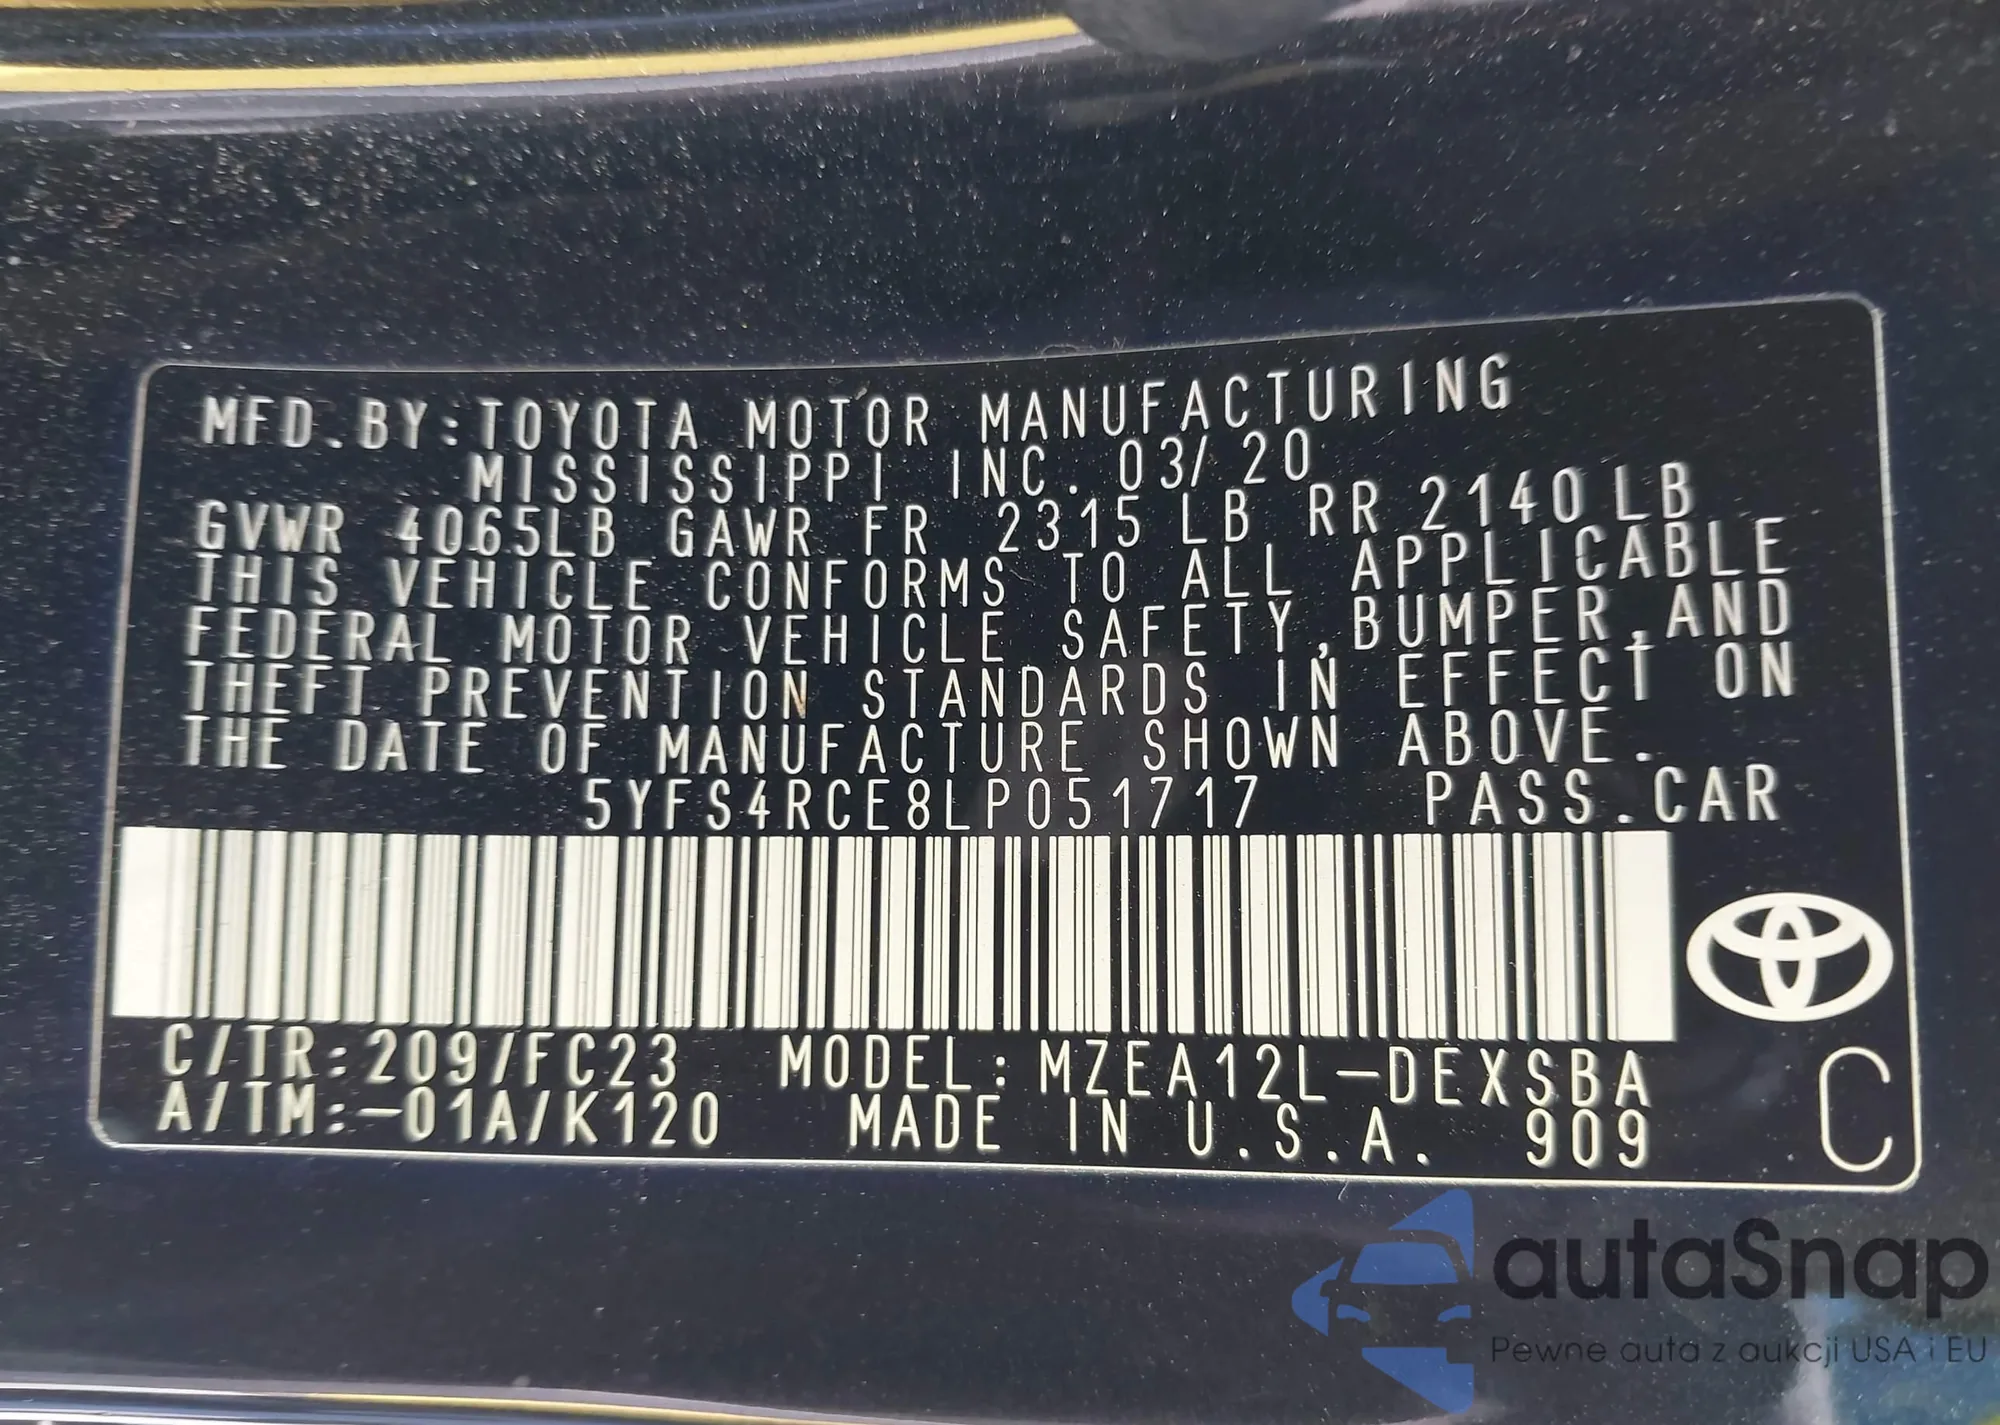 MFD.BY:TOYOTA MOTOR MANUFACTURING
MISSISSIPPI INC. 03/20
GVWR 4065LB GAWR FR 2315 LB RR 2140LB
THIS VEHICLE CONFORMS TO ALL APPLICABLE
FEDERAL MOTOR VEHICLE SAFETY,BUMPER,AND
THEFT PREVENTION STANDARDS IN EFFECT ON
THE DATE OF MANUFACTURE SHOWN ABOVE.
5YFS4RCE8LP051717 PASS.CAR
C/TR:209/FC23 MODEL:MZEA12L-DEXSBA
A/TM:-01A/K120 MADE IN U.S.A. 909
C
autaSnap
Pewne auta z aukcji USA i EU